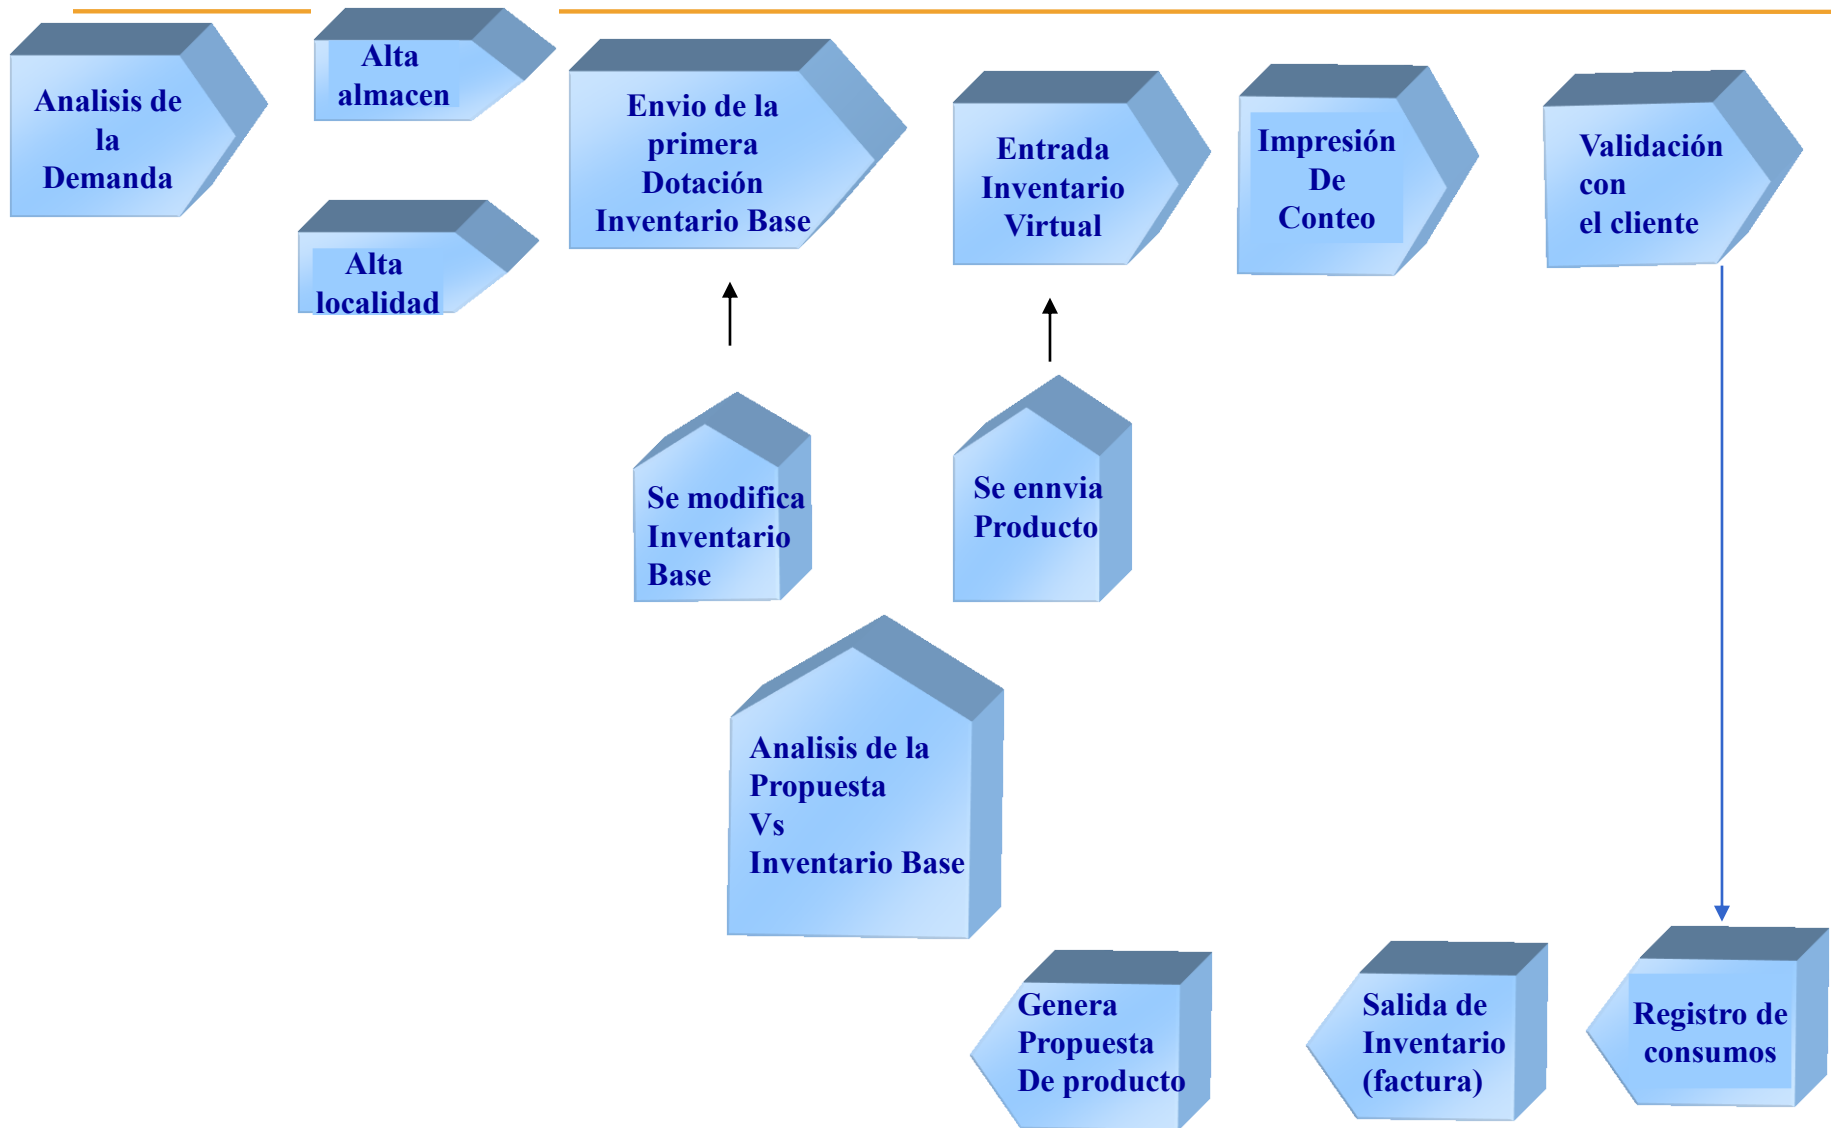 Analisis de
la
Demanda
Alta
almacen
Alta
localidad
Envio de la
primera
Dotación
Inventario Base
Entrada
Inventario
Virtual
Impresión
De
Conteo
Validación
con
el cliente
Se modifica
Inventario
Base
Se ennvia
Producto
Analisis de la
Propuesta
Vs
Inventario Base
Genera
Propuesta
De producto
Salida de
Inventario
(factura)
Registro de
consumos